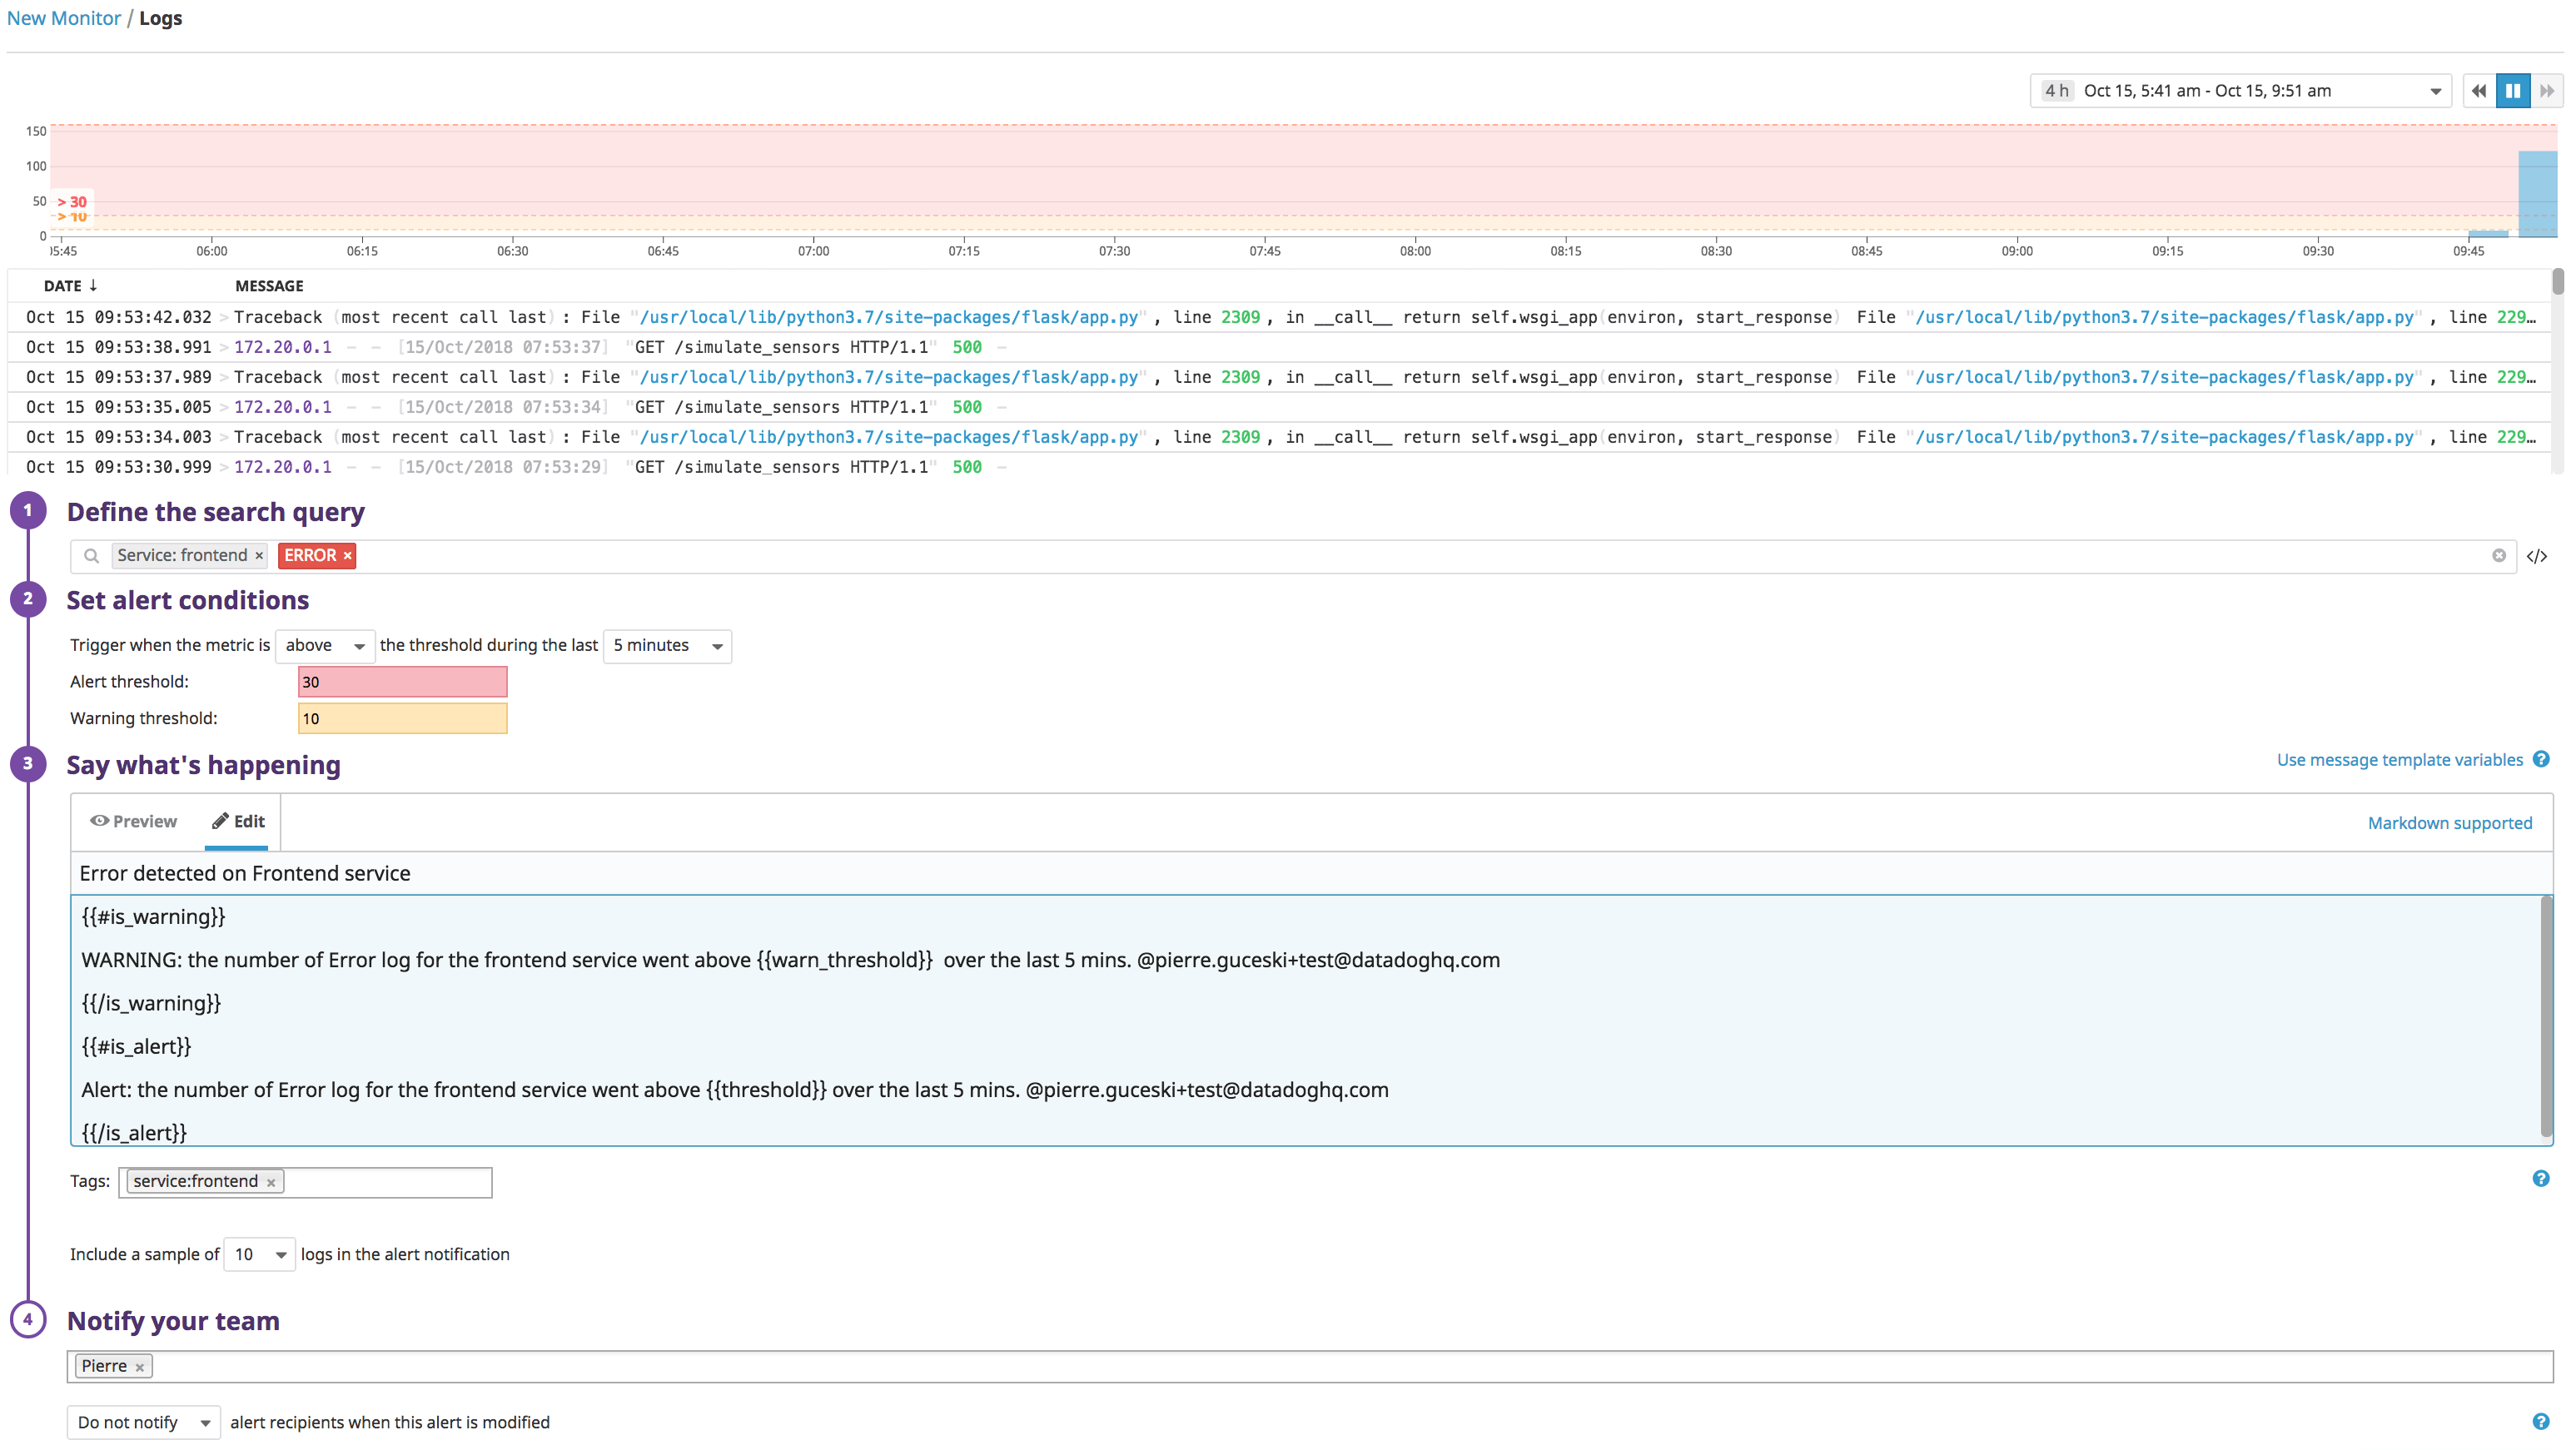 New Monitor / Logs
4 h Oct 15, 5:41 am - Oct 15, 9:51 am
150
100
50
0
> 30
> 10
05:45 06:00 06:15 06:30 06:45 07:00 07:15 07:30 07:45 08:00 08:15 08:30 08:45 09:00 09:15 09:30 09:45
DATE ↓ MESSAGE
Oct 15 09:53:42.032 > Traceback (most recent call last): File "/usr/local/lib/python3.7/site-packages/flask/app.py", line 2309, in __call__ return self.wsgi_app(environ, start_response) File "/usr/local/lib/python3.7/site-packages/flask/app.py", line 229…
Oct 15 09:53:38.991 > 172.20.0.1 - - [15/Oct/2018 07:53:37] "GET /simulate_sensors HTTP/1.1" 500 -
Oct 15 09:53:37.989 > Traceback (most recent call last): File "/usr/local/lib/python3.7/site-packages/flask/app.py", line 2309, in __call__ return self.wsgi_app(environ, start_response) File "/usr/local/lib/python3.7/site-packages/flask/app.py", line 229…
Oct 15 09:53:35.005 > 172.20.0.1 - - [15/Oct/2018 07:53:34] "GET /simulate_sensors HTTP/1.1" 500 -
Oct 15 09:53:34.003 > Traceback (most recent call last): File "/usr/local/lib/python3.7/site-packages/flask/app.py", line 2309, in __call__ return self.wsgi_app(environ, start_response) File "/usr/local/lib/python3.7/site-packages/flask/app.py", line 229…
Oct 15 09:53:30.999 > 172.20.0.1 - - [15/Oct/2018 07:53:29] "GET /simulate_sensors HTTP/1.1" 500 -
1 Define the search query
Service: frontend × ERROR × </>
2 Set alert conditions
Trigger when the metric is above the threshold during the last 5 minutes
Alert threshold: 30
Warning threshold: 10
3 Say what's happening
Use message template variables ?
Preview Edit
Markdown supported
Error detected on Frontend service
{{#is_warning}}
WARNING: the number of Error log for the frontend service went above {{warn_threshold}} over the last 5 mins. @pierre.guceski+test@datadoghq.com
{{/is_warning}}
{{#is_alert}}
Alert: the number of Error log for the frontend service went above {{threshold}} over the last 5 mins. @pierre.guceski+test@datadoghq.com
{{/is_alert}}
Tags: service:frontend × ?
Include a sample of 10 logs in the alert notification
4 Notify your team
Pierre ×
Do not notify alert recipients when this alert is modified ?